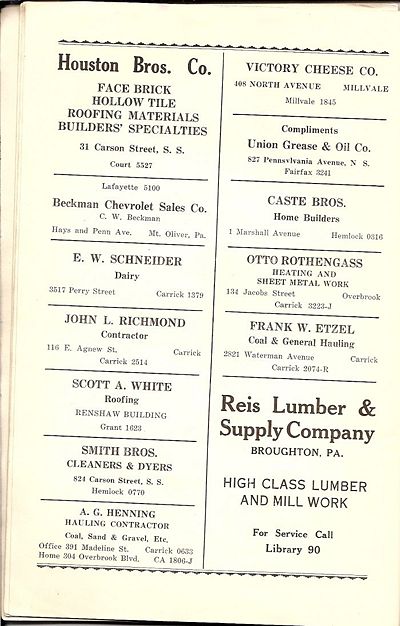 Houston Bros. Co.
FACE BRICK
HOLLOW TILE
ROOFING MATERIALS
BUILDERS' SPECIALTIES
31 Carson Street, S. S.
Court 5527
Lafayette 5100
Beckman Chevrolet Sales Co.
C. W. Beckman
Hays and Penn Ave. Mt. Oliver, Pa.
E. W. SCHNEIDER
Dairy
3517 Perry Street Carrick 1379
JOHN L. RICHMOND
Contractor
116 E. Agnew St. Carrick
Carrick 2514
SCOTT A. WHITE
Roofing
RENSHAW BUILDING
Grant 1623
SMITH BROS.
CLEANERS & DYERS
824 Carson Street, S. S.
Hemlock 0770
A. G. HENNING
HAULING CONTRACTOR
Coal, Sand & Gravel, Etc.
Office 391 Madeline St. Carrick 0633
Home 304 Overbrook Blvd. CA 1806-J
VICTORY CHEESE CO.
408 NORTH AVENUE MILLVALE
Millvale 1845
Compliments
Union Grease & Oil Co.
827 Pennsylvania Avenue, N. S.
Fairfax 3241
CASTE BROS.
Home Builders
1 Marshall Avenue Hemlock 0316
OTTO ROTHENGASS
HEATING AND
SHEET METAL WORK
134 Jacobs Street Overbrook
Carrick 3223-J
FRANK W. ETZEL
Coal & General Hauling
2821 Waterman Avenue Carrick
Carrick 2074-R
Reis Lumber &
Supply Company
BROUGHTON, PA.
HIGH CLASS LUMBER
AND MILL WORK
For Service Call
Library 90